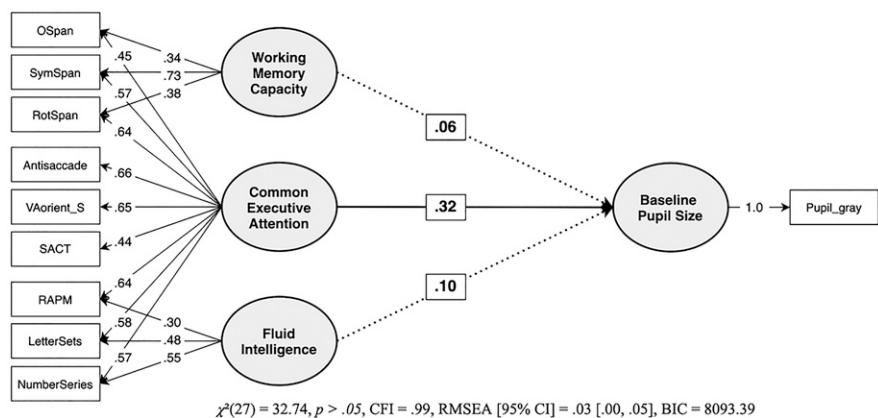 OSpan
.45
.34
Working
Memory
Capacity
SymSpan
.73
.57
.38
RotSpan
.64
.06
Antisaccade
.66
Common
Executive
Attention
VAorient_S
.65
.32
Baseline
Pupil Size
1.0
Pupil_gray
SACT
.44
.64
.10
RAPM
.30
.58
Fluid
Intelligence
LetterSets
.48
.55
.57
NumberSeries
χ²(27) = 32.74, p > .05, CFI = .99, RMSEA [95% CI] = .03 [.00, .05], BIC = 8093.39